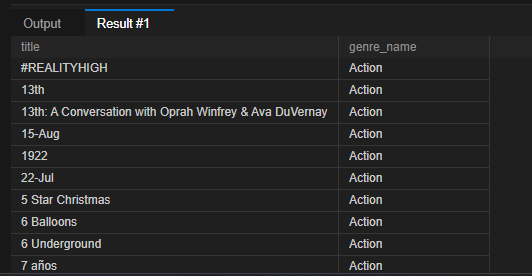 Output Result #1
title genre_name
#REALITYHIGH Action
13th Action
13th: A Conversation with Oprah Winfrey & Ava DuVernay Action
15-Aug Action
1922 Action
22-Jul Action
5 Star Christmas Action
6 Balloons Action
6 Underground Action
7 años Action